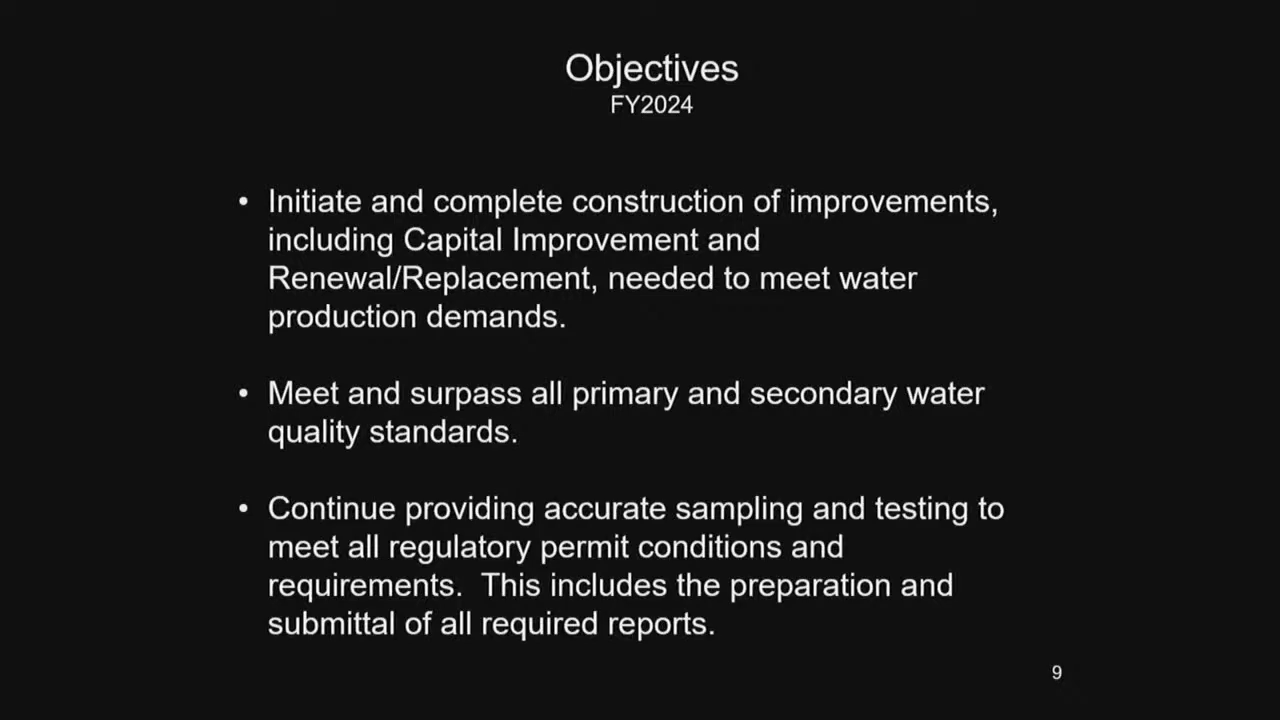 Objectives
FY2024
• Initiate and complete construction of improvements,
including Capital Improvement and
Renewal/Replacement, needed to meet water
production demands.
• Meet and surpass all primary and secondary water
quality standards.
• Continue providing accurate sampling and testing to
meet all regulatory permit conditions and
requirements.  This includes the preparation and
submittal of all required reports.
9